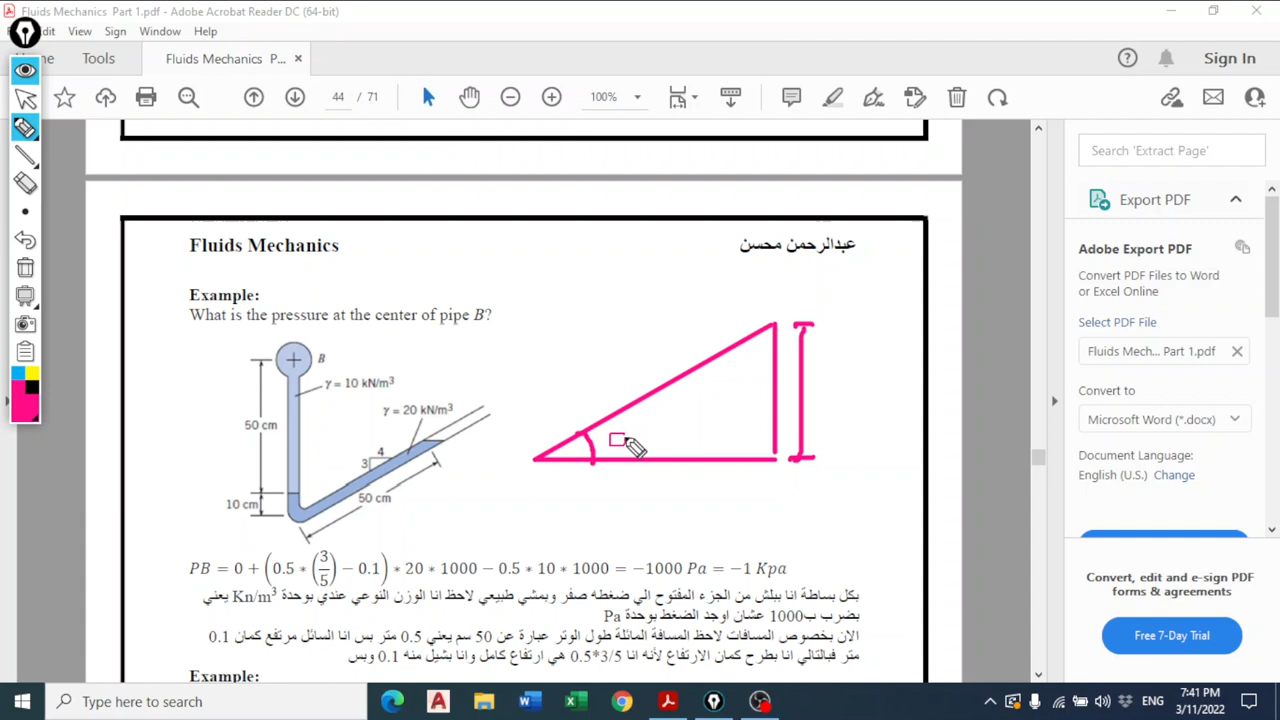 Fluids Mechanics Part 1.pdf - Adobe Acrobat Reader DC (64-bit)
View Sign Window Help
Tools Fluids Mechanics P... Sign In
44 / 71 100%
Search 'Extract Page'
Export PDF
Adobe Export PDF
Convert PDF Files to Word
or Excel Online
Select PDF File
Fluids Mech... Part 1.pdf
Convert to
Microsoft Word (*.docx)
Document Language:
English (U.S.) Change
Convert, edit and e-sign PDF
forms & agreements
Free 7-Day Trial
Fluids Mechanics عبدالرحمن محسن
Example:
What is the pressure at the center of pipe B?
B
γ = 10 kN/m³
γ = 20 kN/m³
50 cm
4
3
10 cm
50 cm
PB = 0 + (0.5 * (3/5) − 0.1) * 20 * 1000 − 0.5 * 10 * 1000 = −1000 Pa = −1 Kpa
بكل بساطة انا ببلش من الجزء المفتوح الي ضغطه صفر وبمشي طبيعي لاحظ انا الوزن النوعي عندي بوحدة Kn/m³ يعني
بضرب ب1000 عشان اوجد الضغط بوحدة Pa
الان بخصوص المسافات لاحظ المسافة المائلة طول الوتر عبارة عن 50 سم يعني 0.5 متر بس انا السائل مرتفع كمان 0.1
متر فبالتالي انا بطرح كمان الارتفاع لأنه انا 3/5*0.5 هي ارتفاع كامل وانا بشيل منه 0.1 وبس
Example:
Type here to search
ENG
7:41 PM
3/11/2022